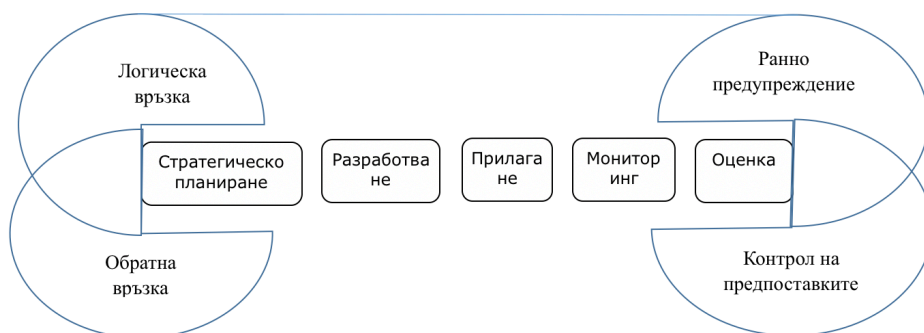 Логическа
връзка
Ранно
предупреждение
Стратегическо
планиране
Разработва
не
Прилага
не
Монитор
инг
Оценка
Обратна
връзка
Контрол на
предпоставките